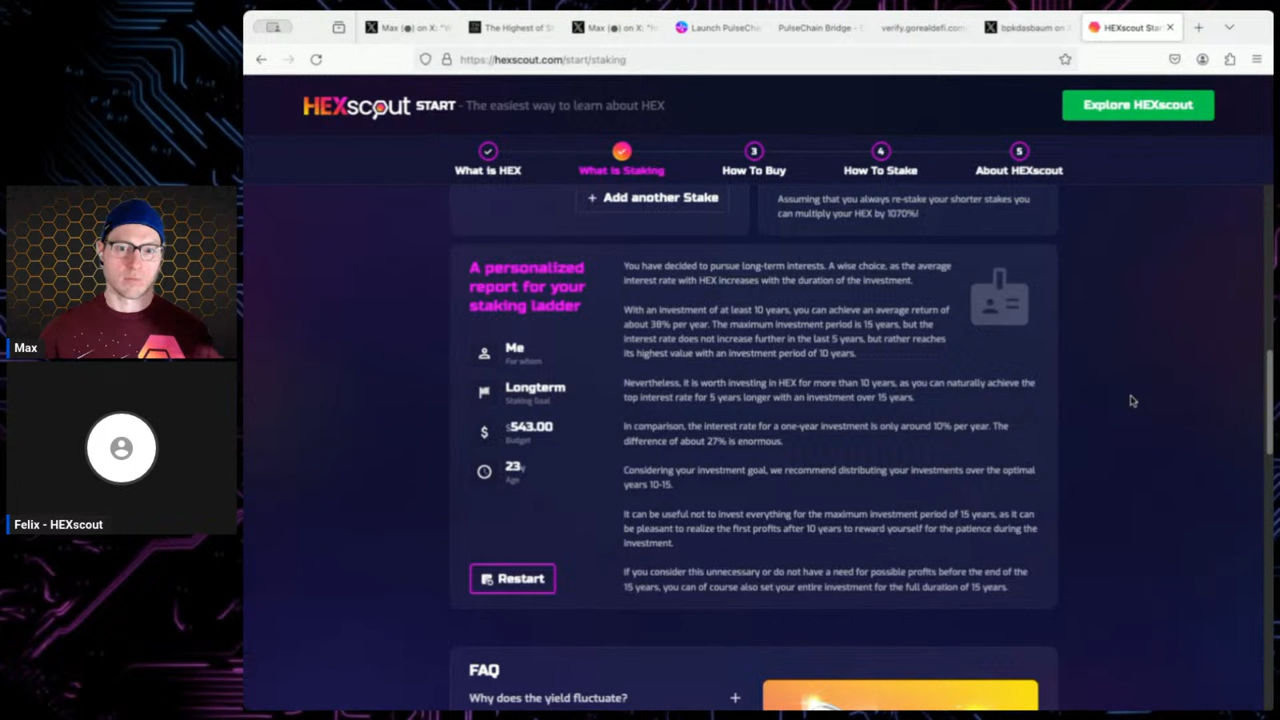 Max (⬣) on X: "W
The Highest of St
Max (⬣) on X: "
Launch PulseCha
PulseChain Bridge -
verify.gorealdefi.com
bpkdasbaum on
HEXscout Star
https://hexscout.com/start/staking
HEXscout START - The easiest way to learn about HEX
Explore HEXscout
3
4
5
What is HEX
What is Staking
How To Buy
How To Stake
About HEXscout
+ Add another Stake
Assuming that you always re-stake your shorter stakes you
can multiply your HEX by 1070%!
A personalized
report for your
staking ladder
Me
For whom
Longterm
Staking Goal
$543.00
Budget
23y
Age
Restart
You have decided to pursue long-term interests. A wise choice, as the average
interest rate with HEX increases with the duration of the investment.
With an investment of at least 10 years, you can achieve an average return of
about 38% per year. The maximum investment period is 15 years, but the
interest rate does not increase further in the last 5 years, but rather reaches
its highest value with an investment period of 10 years.
Nevertheless, it is worth investing in HEX for more than 10 years, as you can naturally achieve the
top interest rate for 5 years longer with an investment over 15 years.
In comparison, the interest rate for a one-year investment is only around 10% per year. The
difference of about 27% is enormous.
Considering your investment goal, we recommend distributing your investments over the optimal
years 10-15.
It can be useful not to invest everything for the maximum investment period of 15 years, as it can
be pleasant to realize the first profits after 10 years to reward yourself for the patience during the
investment.
If you consider this unnecessary or do not have a need for possible profits before the end of the
15 years, you can of course also set your entire investment for the full duration of 15 years.
FAQ
Why does the yield fluctuate? +
Max
Felix - HEXscout